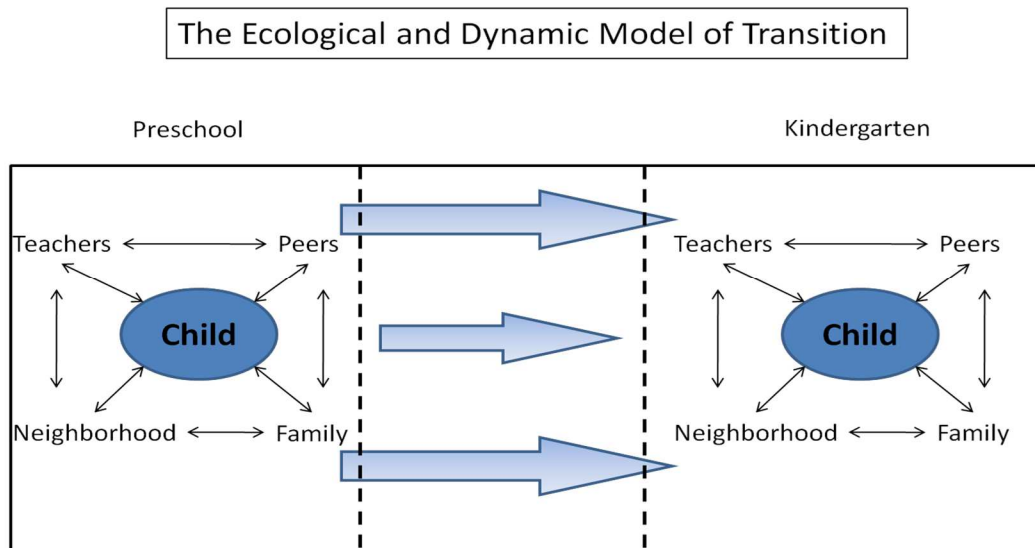 The Ecological and Dynamic Model of Transition
Preschool
Kindergarten
Teachers
Peers
Child
Neighborhood
Family
Teachers
Peers
Child
Neighborhood
Family